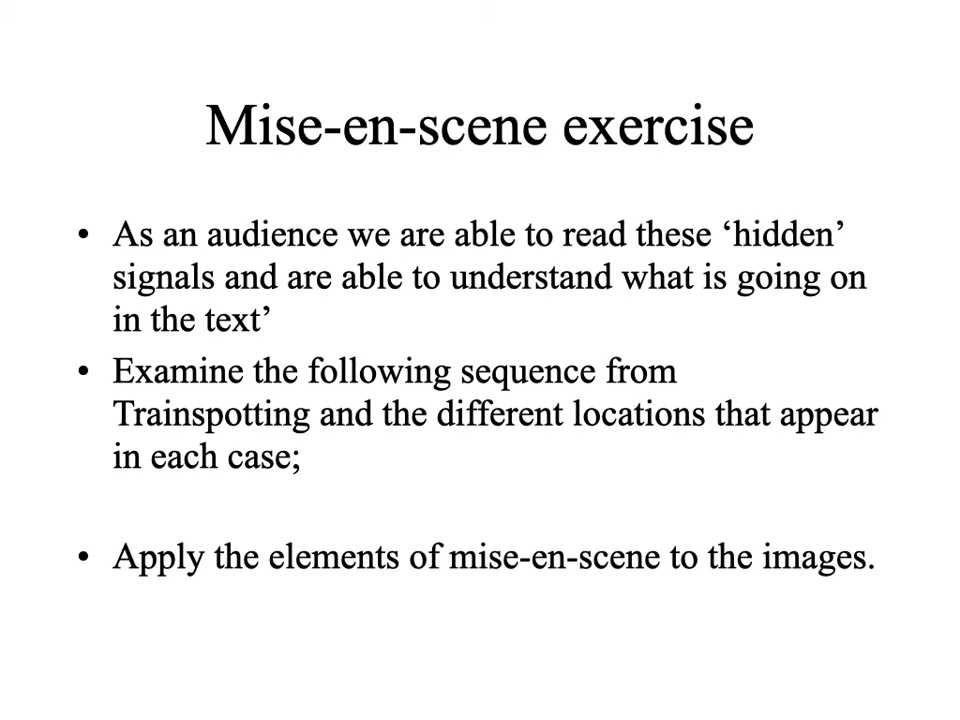 Mise-en-scene exercise
• As an audience we are able to read these ‘hidden’
signals and are able to understand what is going on
in the text’
• Examine the following sequence from
Trainspotting and the different locations that appear
in each case;
• Apply the elements of mise-en-scene to the images.